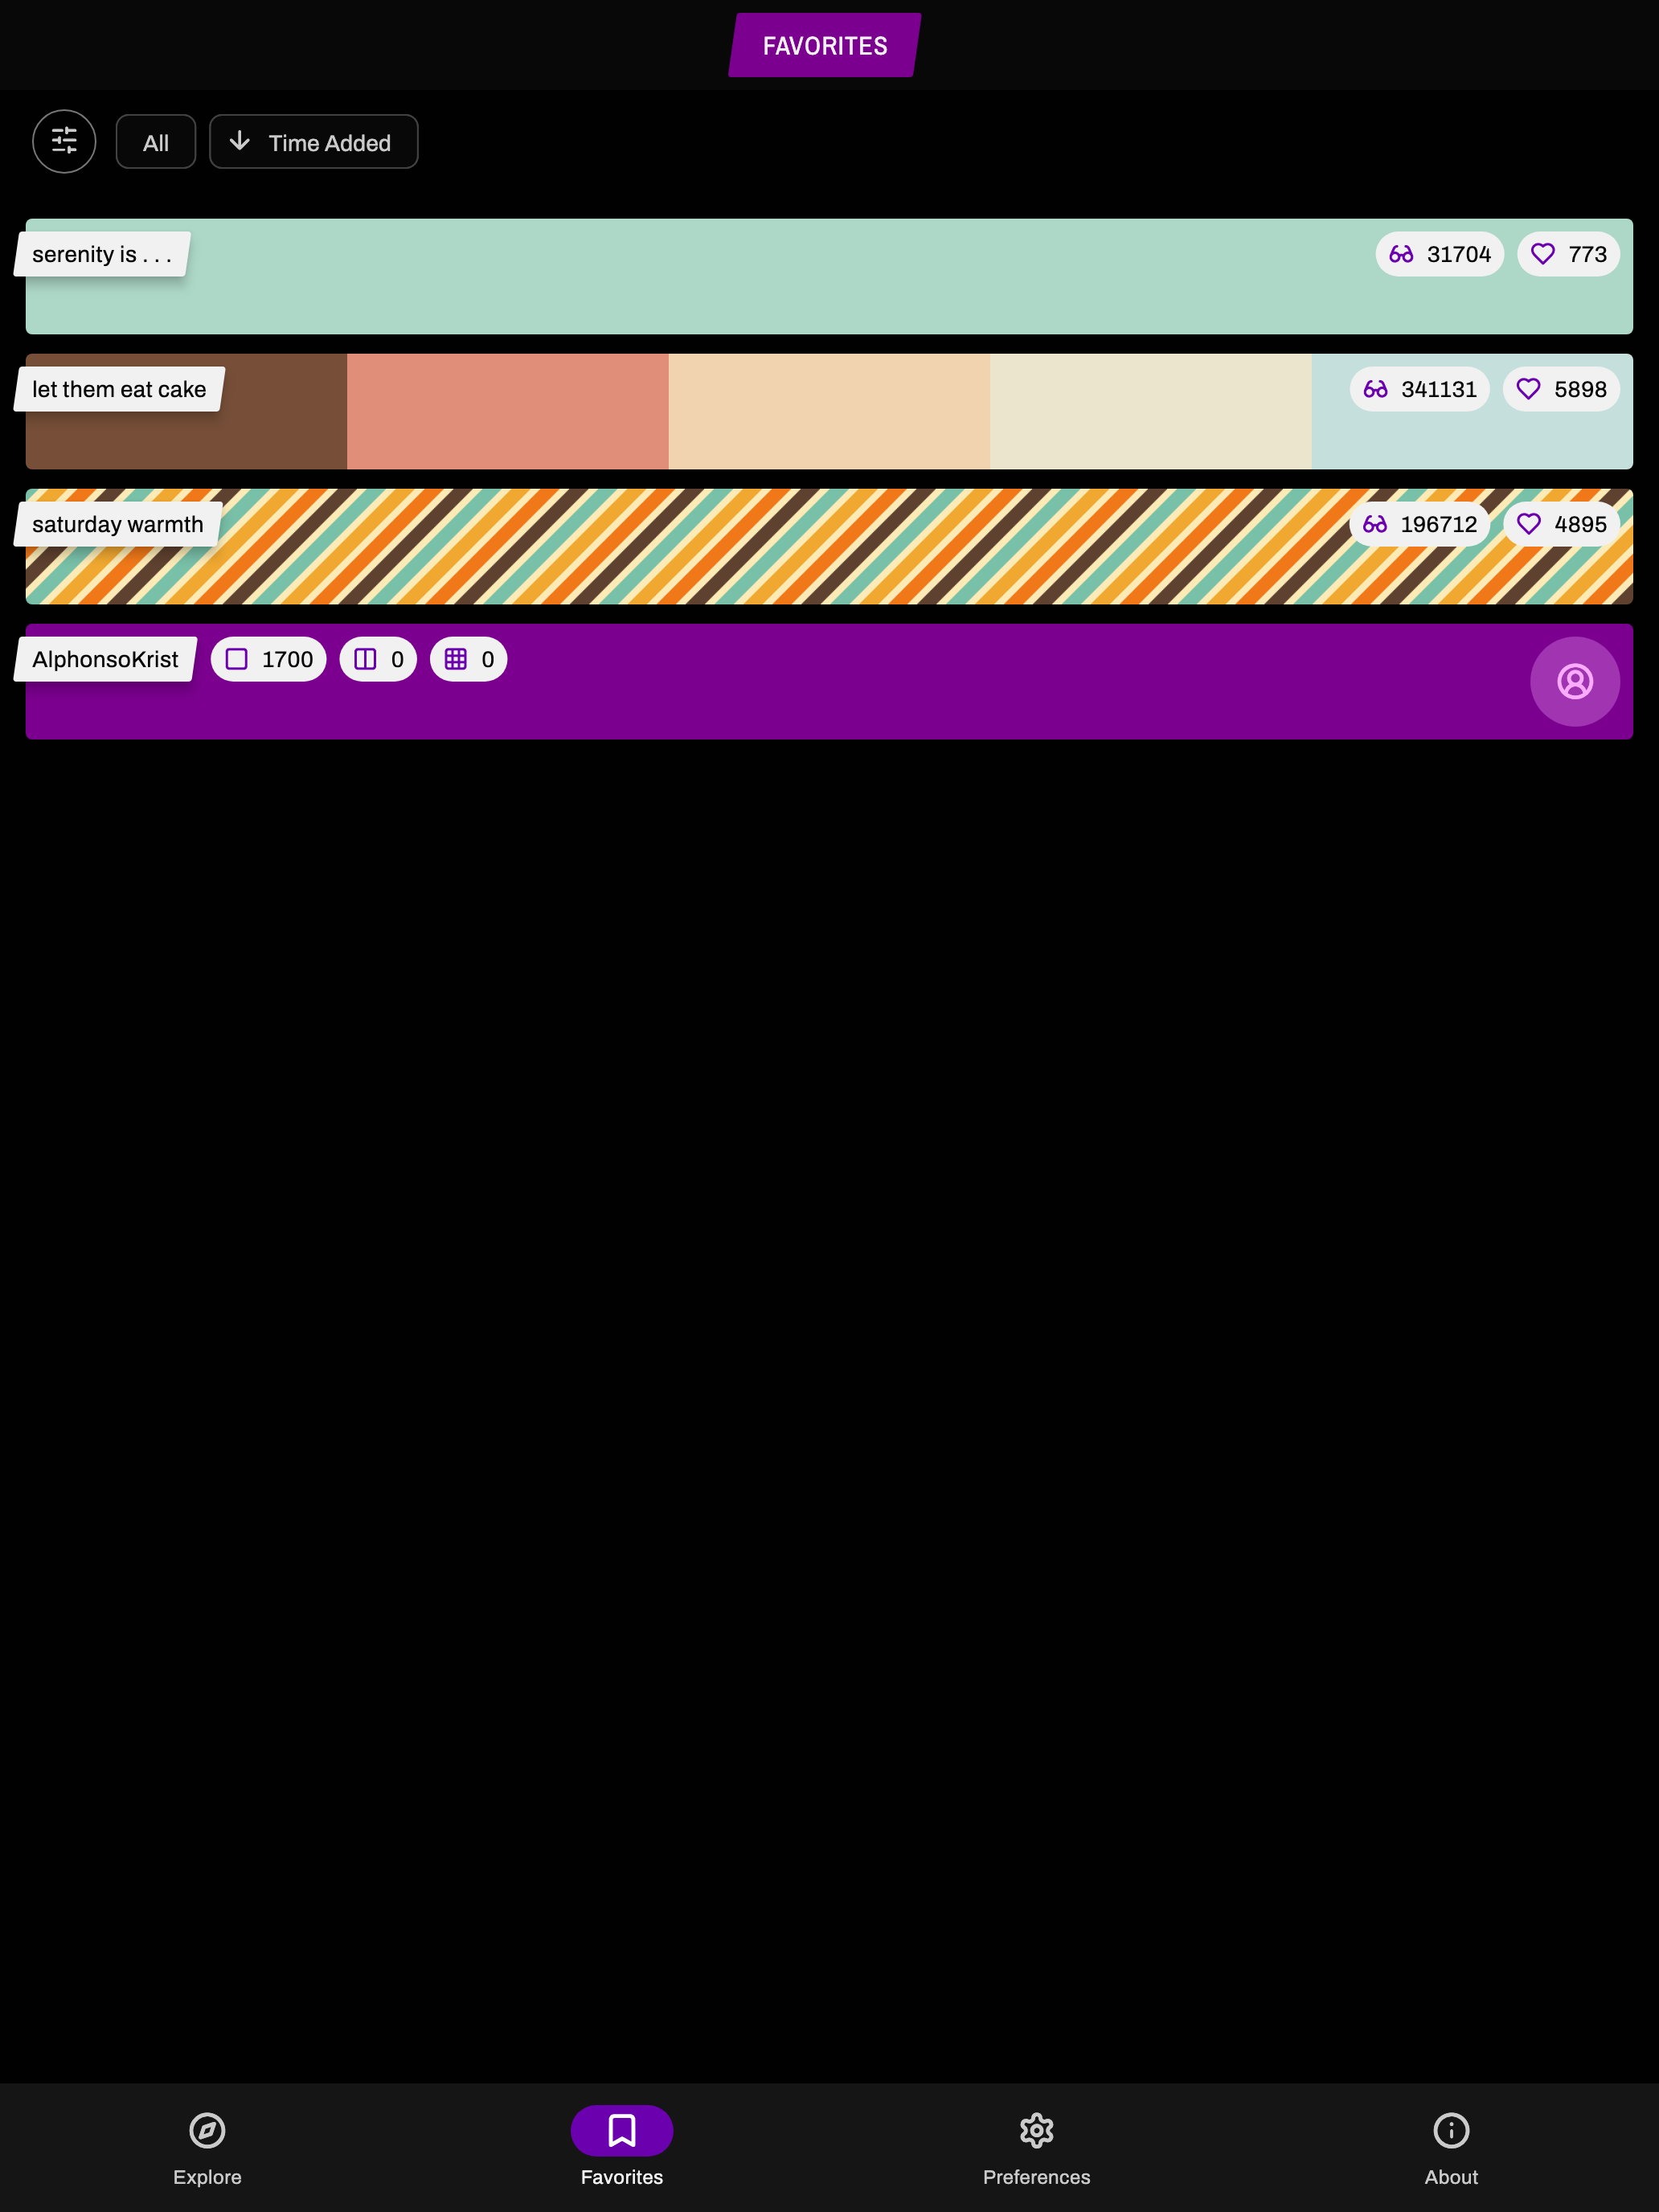 FAVORITES
All
Time Added
serenity is . . .
31704
773
let them eat cake
341131
5898
saturday warmth
196712
4895
AlphonsoKrist
1700
0
0
Explore
Favorites
Preferences
About